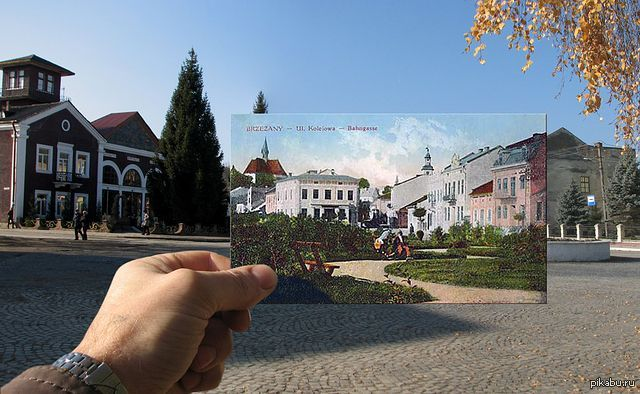 BRZEŻANY — Ul. Kolejowa — Bahngasse
pikabu.ru